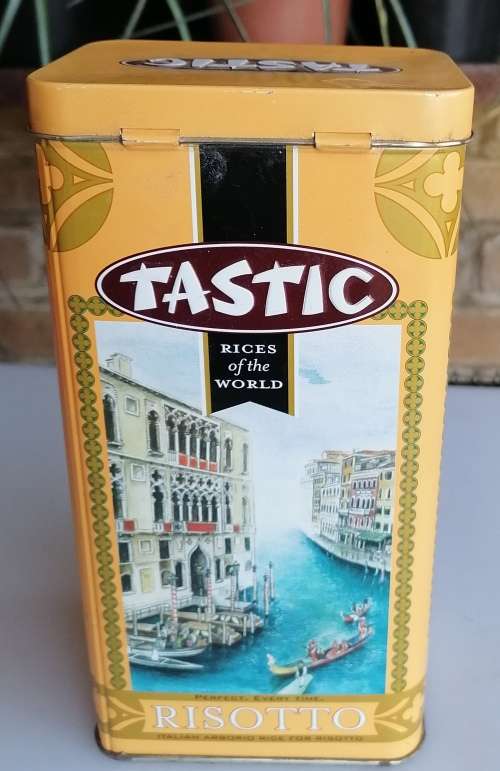 TASTIC
TASTIC
RICES
of the
WORLD
PERFECT. EVERY TIME.
RISOTTO
ITALIAN ARBORIO RICE FOR RISOTTO